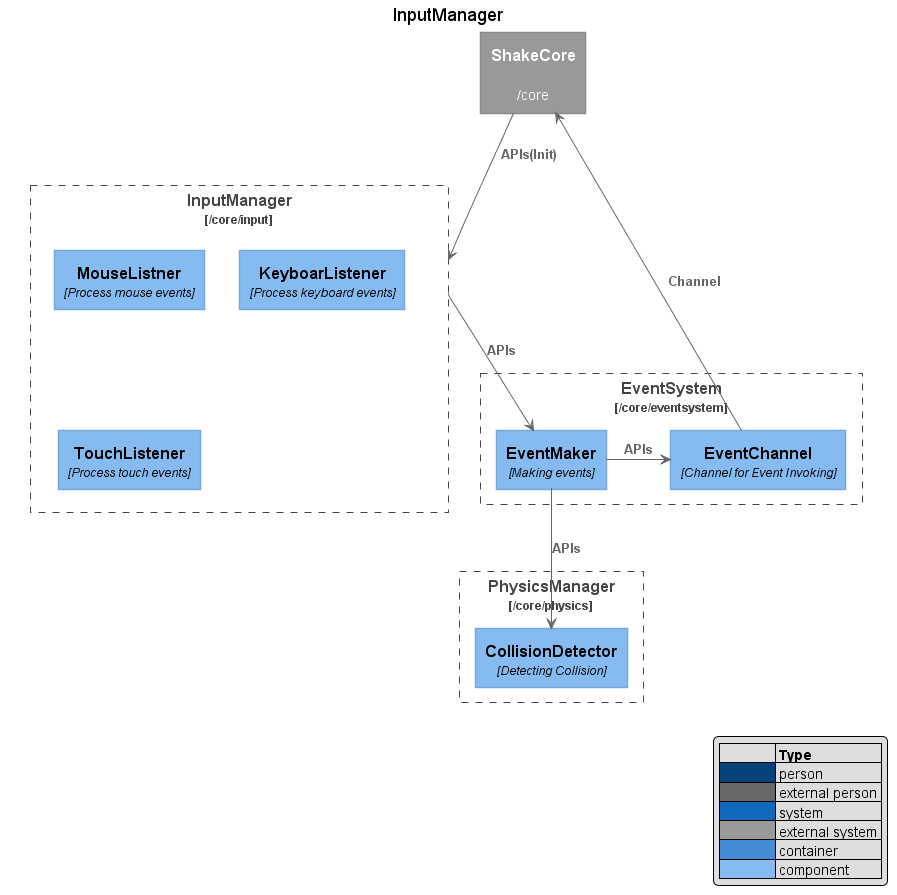 InputManager
ShakeCore
/core
APIs(Init)
InputManager
[/core/input]
MouseListner
[Process mouse events]
KeyboarListener
[Process keyboard events]
Channel
APIs
EventSystem
[/core/eventsystem]
TouchListener
[Process touch events]
EventMaker
[Making events]
APIs
EventChannel
[Channel for Event Invoking]
APIs
PhysicsManager
[/core/physics]
CollisionDetector
[Detecting Collision]
Type
person
external person
system
external system
container
component